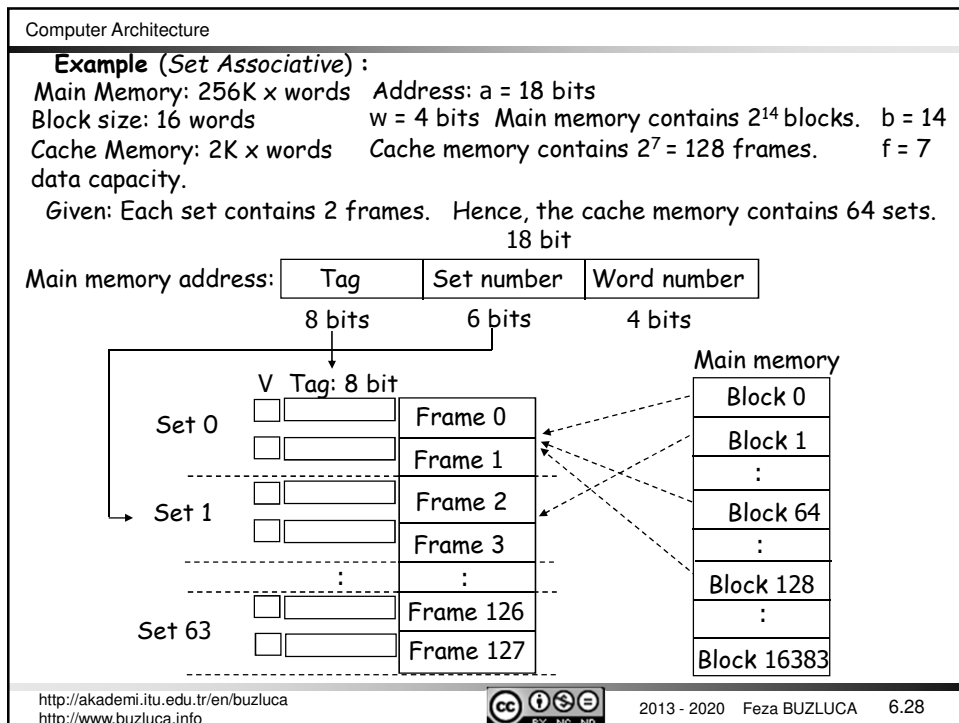 Computer Architecture
Example (Set Associative) :
Main Memory: 256K x words Address: a = 18 bits
Block size: 16 words w = 4 bits Main memory contains 2¹⁴ blocks. b = 14
Cache Memory: 2K x words Cache memory contains 2⁷ = 128 frames. f = 7
data capacity.
Given: Each set contains 2 frames. Hence, the cache memory contains 64 sets.
18 bit
Main memory address: Tag Set number Word number
8 bits 6 bits 4 bits
Main memory
V Tag: 8 bit
Block 0
Set 0 Frame 0
Block 1
Frame 1
:
Set 1 Frame 2
Block 64
Frame 3
:
: :
Block 128
Frame 126
:
Set 63
Frame 127
Block 16383
http://akademi.itu.edu.tr/en/buzluca
http://www.buzluca.info
cc BY NC ND
2013 - 2020 Feza BUZLUCA 6.28